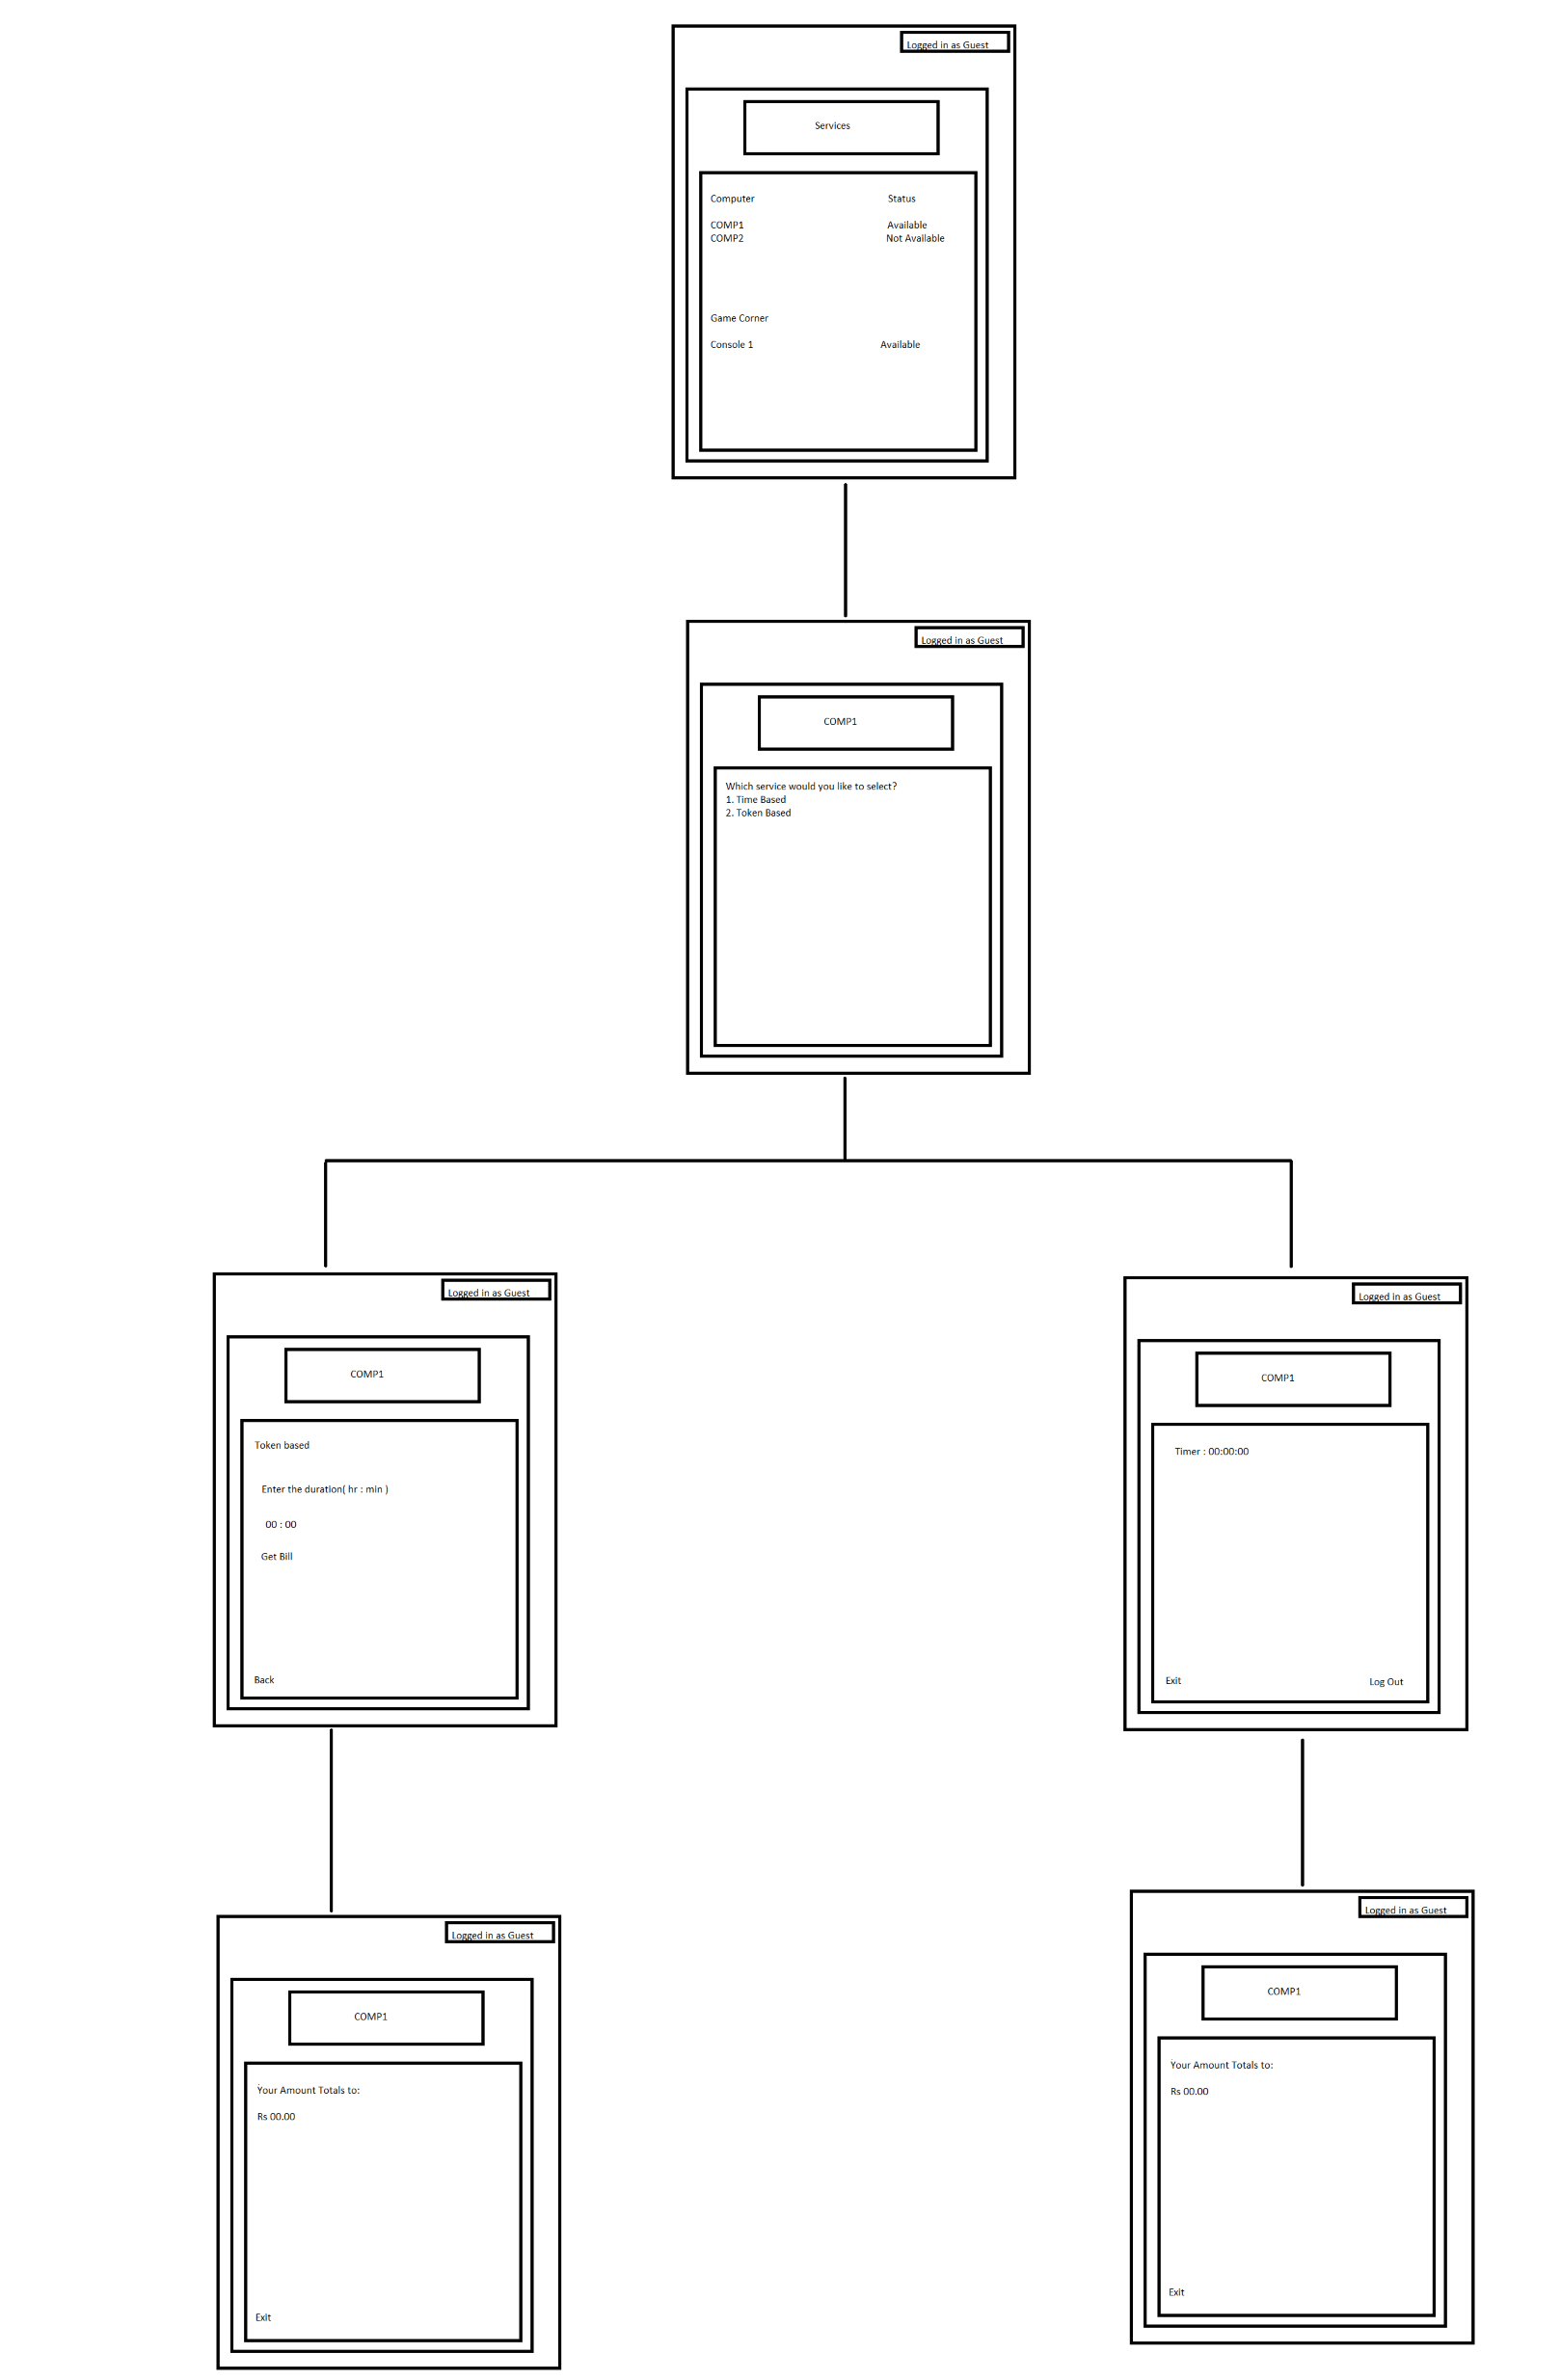 Logged in as Guest
Services
Computer Status
COMP1 Available
COMP2 Not Available
Game Corner
Console 1 Available
Logged in as Guest
COMP1
Which service would you like to select?
1. Time Based
2. Token Based
Logged in as Guest
COMP1
Token based
Enter the duration( hr : min )
00 : 00
Get Bill
Back
Logged in as Guest
COMP1
Timer : 00:00:00
Exit Log Out
Logged in as Guest
COMP1
Your Amount Totals to:
Rs 00.00
Exit
Logged in as Guest
COMP1
Your Amount Totals to:
Rs 00.00
Exit